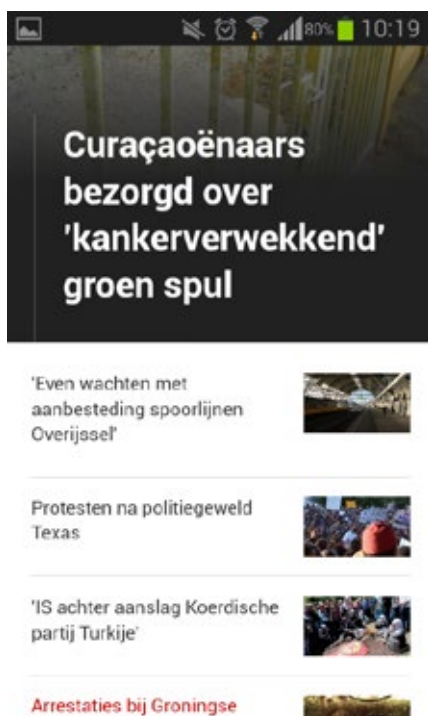 80% 10:19
Curaçaoënaars
bezorgd over
'kankerverwekkend'
groen spul
'Even wachten met
aanbesteding spoorlijnen
Overijssel'
Protesten na politiegeweld
Texas
'IS achter aanslag Koerdische
partij Turkije'
Arrestaties bij Groningse